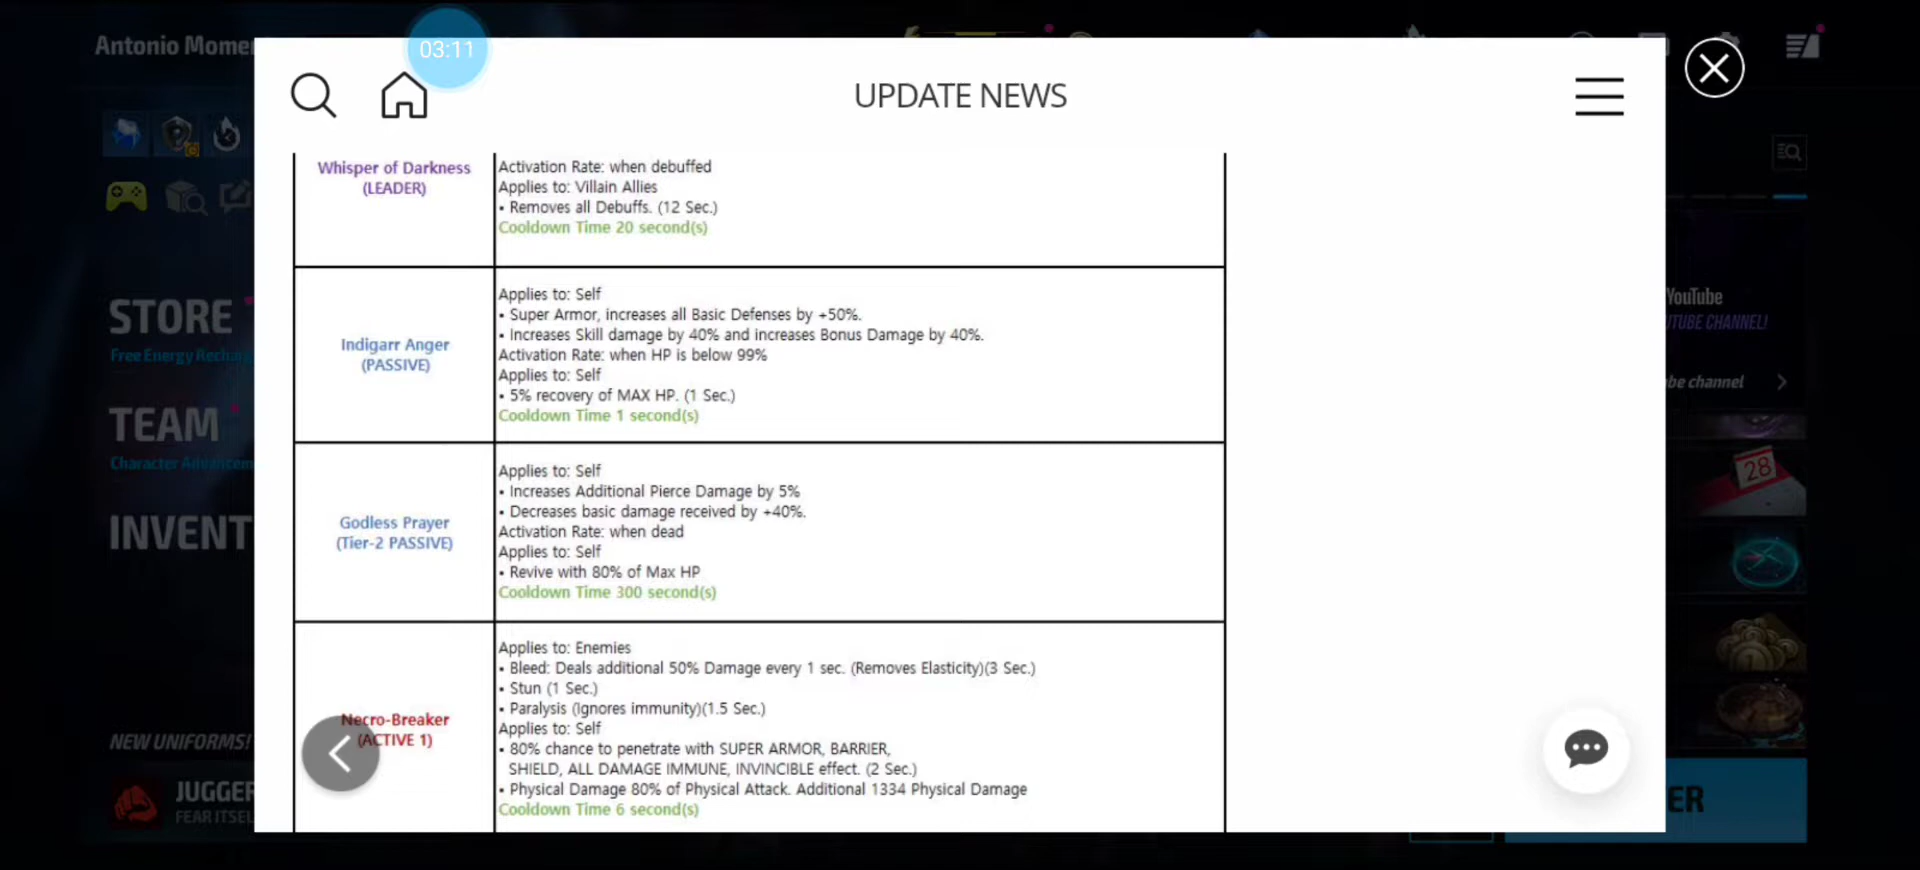 Antonio Mome
03:11
UPDATE NEWS
Whisper of Darkness
(LEADER)
Activation Rate: when debuffed
Applies to: Villain Allies
• Removes all Debuffs. (12 Sec.)
Cooldown Time 20 second(s)
Indigarr Anger
(PASSIVE)
Applies to: Self
• Super Armor, increases all Basic Defenses by +50%.
• Increases Skill damage by 40% and increases Bonus Damage by 40%.
Activation Rate: when HP is below 99%
Applies to: Self
• 5% recovery of MAX HP. (1 Sec.)
Cooldown Time 1 second(s)
Godless Prayer
(Tier-2 PASSIVE)
Applies to: Self
• Increases Additional Pierce Damage by 5%
• Decreases basic damage received by +40%.
Activation Rate: when dead
Applies to: Self
• Revive with 80% of Max HP
Cooldown Time 300 second(s)
Necro-Breaker
(ACTIVE 1)
Applies to: Enemies
• Bleed: Deals additional 50% Damage every 1 sec. (Removes Elasticity)(3 Sec.)
• Stun (1 Sec.)
• Paralysis (Ignores immunity)(1.5 Sec.)
Applies to: Self
• 80% chance to penetrate with SUPER ARMOR, BARRIER,
SHIELD, ALL DAMAGE IMMUNE, INVINCIBLE effect. (2 Sec.)
• Physical Damage 80% of Physical Attack. Additional 1334 Physical Damage
Cooldown Time 6 second(s)
STORE
Free Energy Recharg
TEAM
Character Advancem
INVENT
NEW UNIFORMS!
JUGGER
FEAR ITSEL
YouTube
UTUBE CHANNEL!
be channel
28
ER